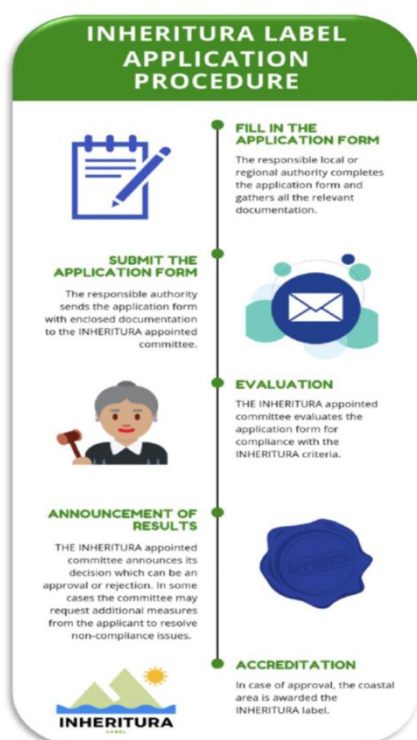 INHERITURA LABEL
APPLICATION
PROCEDURE
FILL IN THE
APPLICATION FORM
The responsible local or
regional authority completes
the application form and
gathers all the relevant
documentation.
SUBMIT THE
APPLICATION FORM
The responsible authority
sends the application form
with enclosed documentation
to the INHERITURA appointed
committee.
EVALUATION
THE INHERITURA appointed
committee evaluates the
application form for
compliance with the
INHERITURA criteria.
ANNOUNCEMENT OF
RESULTS
THE INHERITURA appointed
committee announces its
decision which can be an
approval or rejection. In some
cases the committee may
request additional measures
from the applicant to resolve
non-compliance issues.
APPROVED
ACCREDITATION
In case of approval, the coastal
area is awarded the
INHERITURA label.
INHERITURA
LABEL